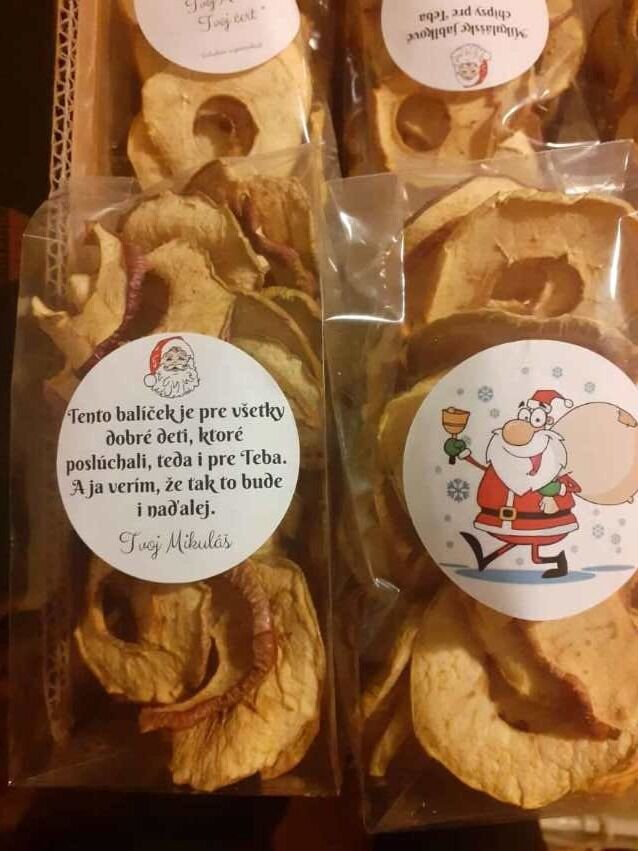 Tvoj čert
Mikulášske jablkové
chipsy pre Teba
Tento balíček je pre všetky
dobré deti, ktoré
poslúchali, teda i pre Teba.
A ja verím, že tak to bude
i naďalej.
Tvoj Mikuláš